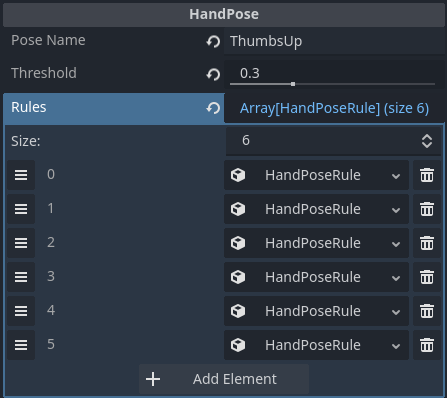 HandPose
Pose Name ThumbsUp
Threshold 0.3
Rules Array[HandPoseRule] (size 6)
Size: 6
0 HandPoseRule
1 HandPoseRule
2 HandPoseRule
3 HandPoseRule
4 HandPoseRule
5 HandPoseRule
Add Element